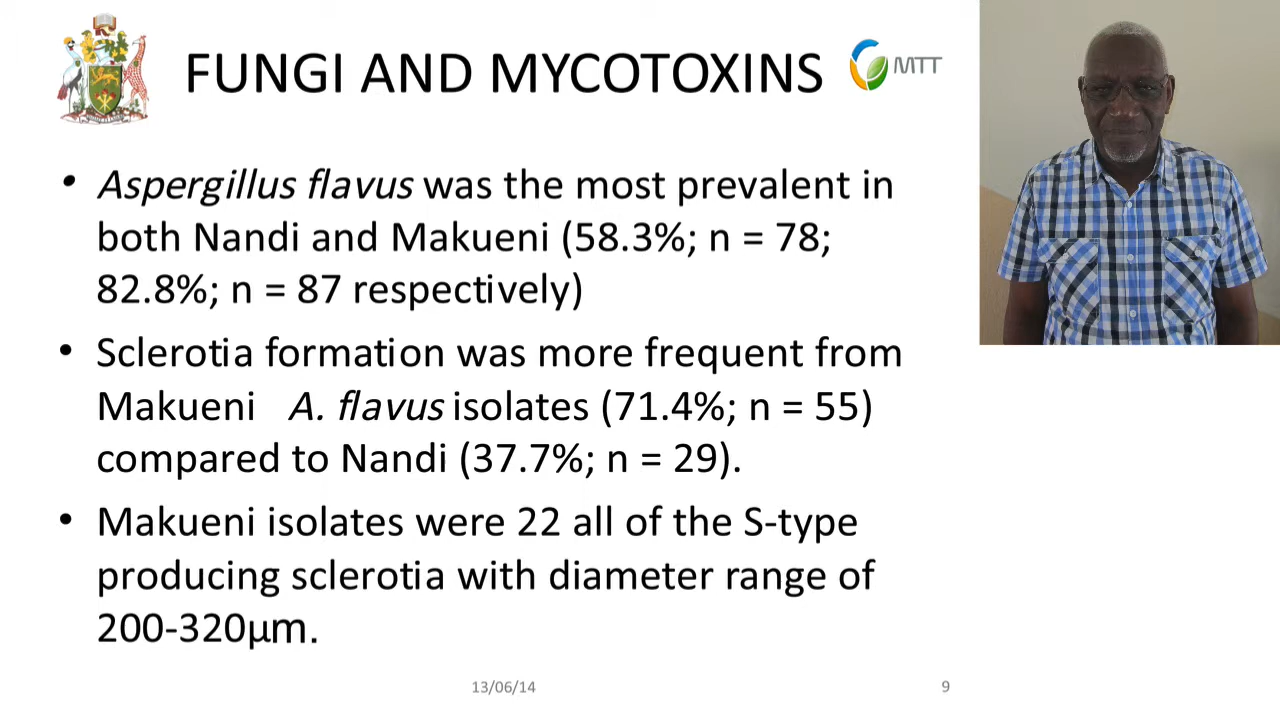 FUNGI AND MYCOTOXINS
MTT
• Aspergillus flavus was the most prevalent in
both Nandi and Makueni (58.3%; n = 78;
82.8%; n = 87 respectively)
• Sclerotia formation was more frequent from
Makueni A. flavus isolates (71.4%; n = 55)
compared to Nandi (37.7%; n = 29).
• Makueni isolates were 22 all of the S-type
producing sclerotia with diameter range of
200-320µm.
13/06/14
9